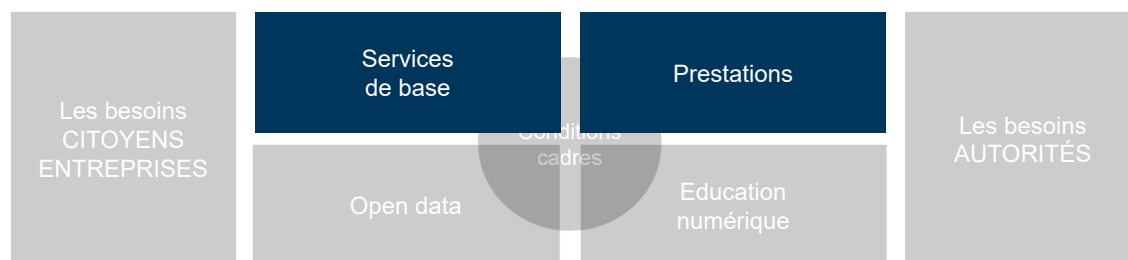 Les besoins
CITOYENS
ENTREPRISES
Services
de base
Prestations
Conditions
cadres
Open data
Education
numérique
Les besoins
AUTORITÉS